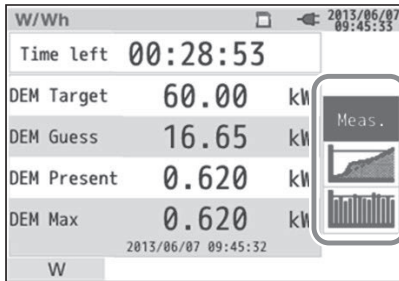 W/Wh 2013/06/07
09:45:33
Time left 00:28:53
DEM Target 60.00 kW
DEM Guess 16.65 kW
DEM Present 0.620 kW
DEM Max 0.620 kW
2013/06/07 09:45:32
W
Meas.